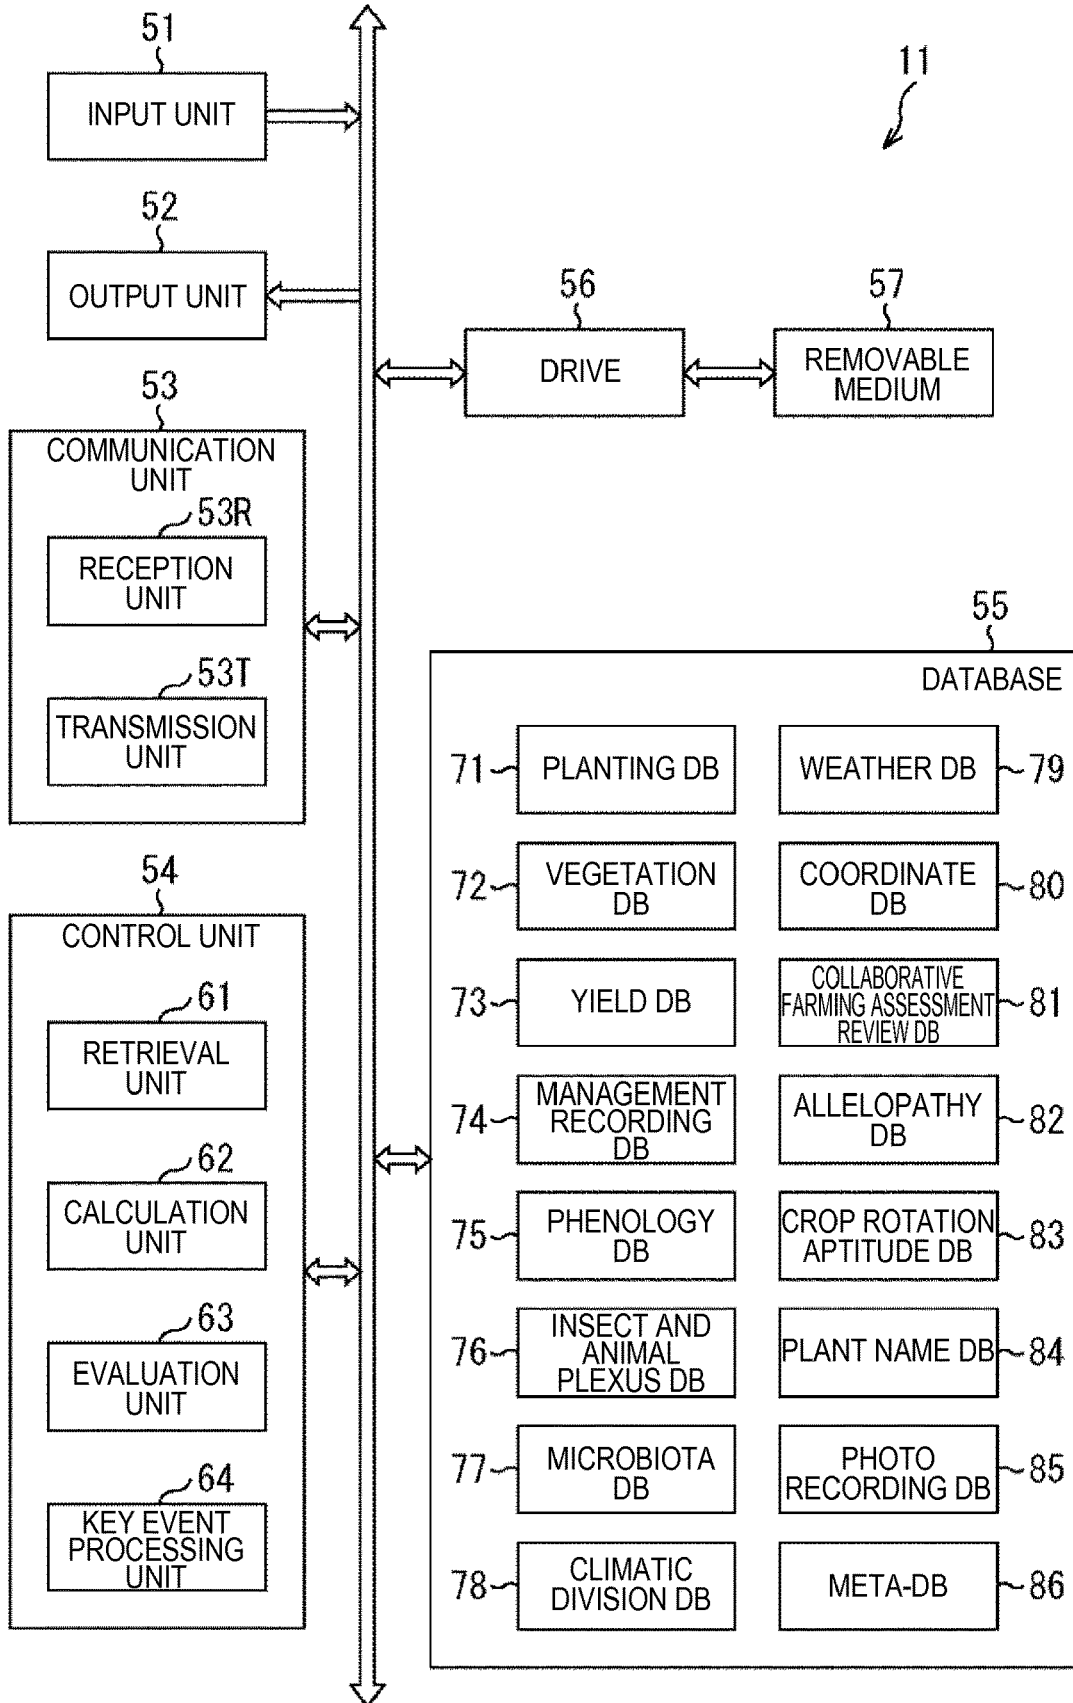 51
INPUT UNIT
11
52
OUTPUT UNIT
56
DRIVE
57
REMOVABLE
MEDIUM
53
COMMUNICATION
UNIT
53R
RECEPTION
UNIT
53T
TRANSMISSION
UNIT
54
CONTROL UNIT
61
RETRIEVAL
UNIT
62
CALCULATION
UNIT
63
EVALUATION
UNIT
64
KEY EVENT
PROCESSING
UNIT
55
DATABASE
71
PLANTING DB
WEATHER DB
79
72
VEGETATION
DB
COORDINATE
DB
80
73
YIELD DB
COLLABORATIVE
FARMING ASSESSMENT
REVIEW DB
81
74
MANAGEMENT
RECORDING
DB
ALLELOPATHY
DB
82
75
PHENOLOGY
DB
CROP ROTATION
APTITUDE DB
83
76
INSECT AND
ANIMAL
PLEXUS DB
PLANT NAME DB
84
77
MICROBIOTA
DB
PHOTO
RECORDING DB
85
78
CLIMATIC
DIVISION DB
META-DB
86